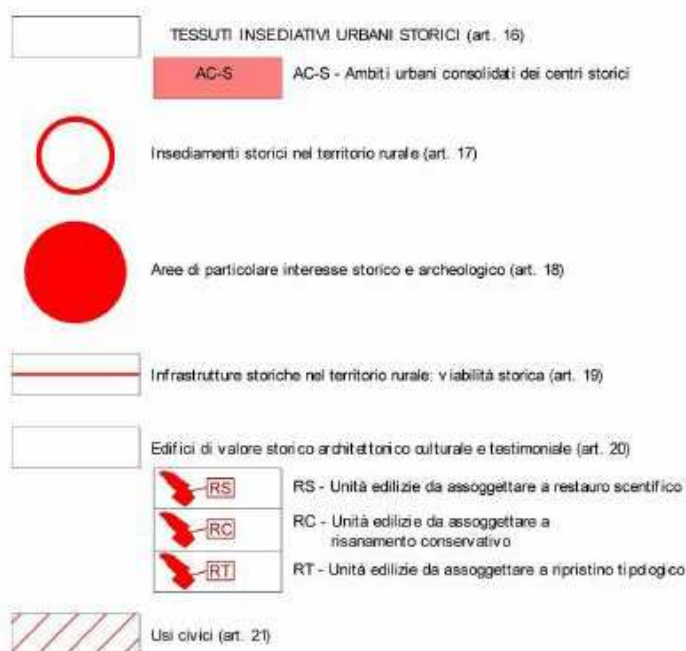 TESSUTI INSEDIATIVI URBANI STORICI (art. 16)
AC-S AC-S - Ambiti urbani consolidati dei centri storici
Insediamenti storici nel territorio rurale (art. 17)
Aree di particolare interesse storico e archeologico (art. 18)
Infrastrutture storiche nel territorio rurale: viabilità storica (art. 19)
Edifici di valore storico architettonico culturale e testimoniale (art. 20)
RS RS - Unità edilizie da assoggettare a restauro scentifico
RC RC - Unità edilizie da assoggettare a
risanamento conservativo
RT RT - Unità edilizie da assoggettare a ripristino tipologico
Usi civici (art. 21)